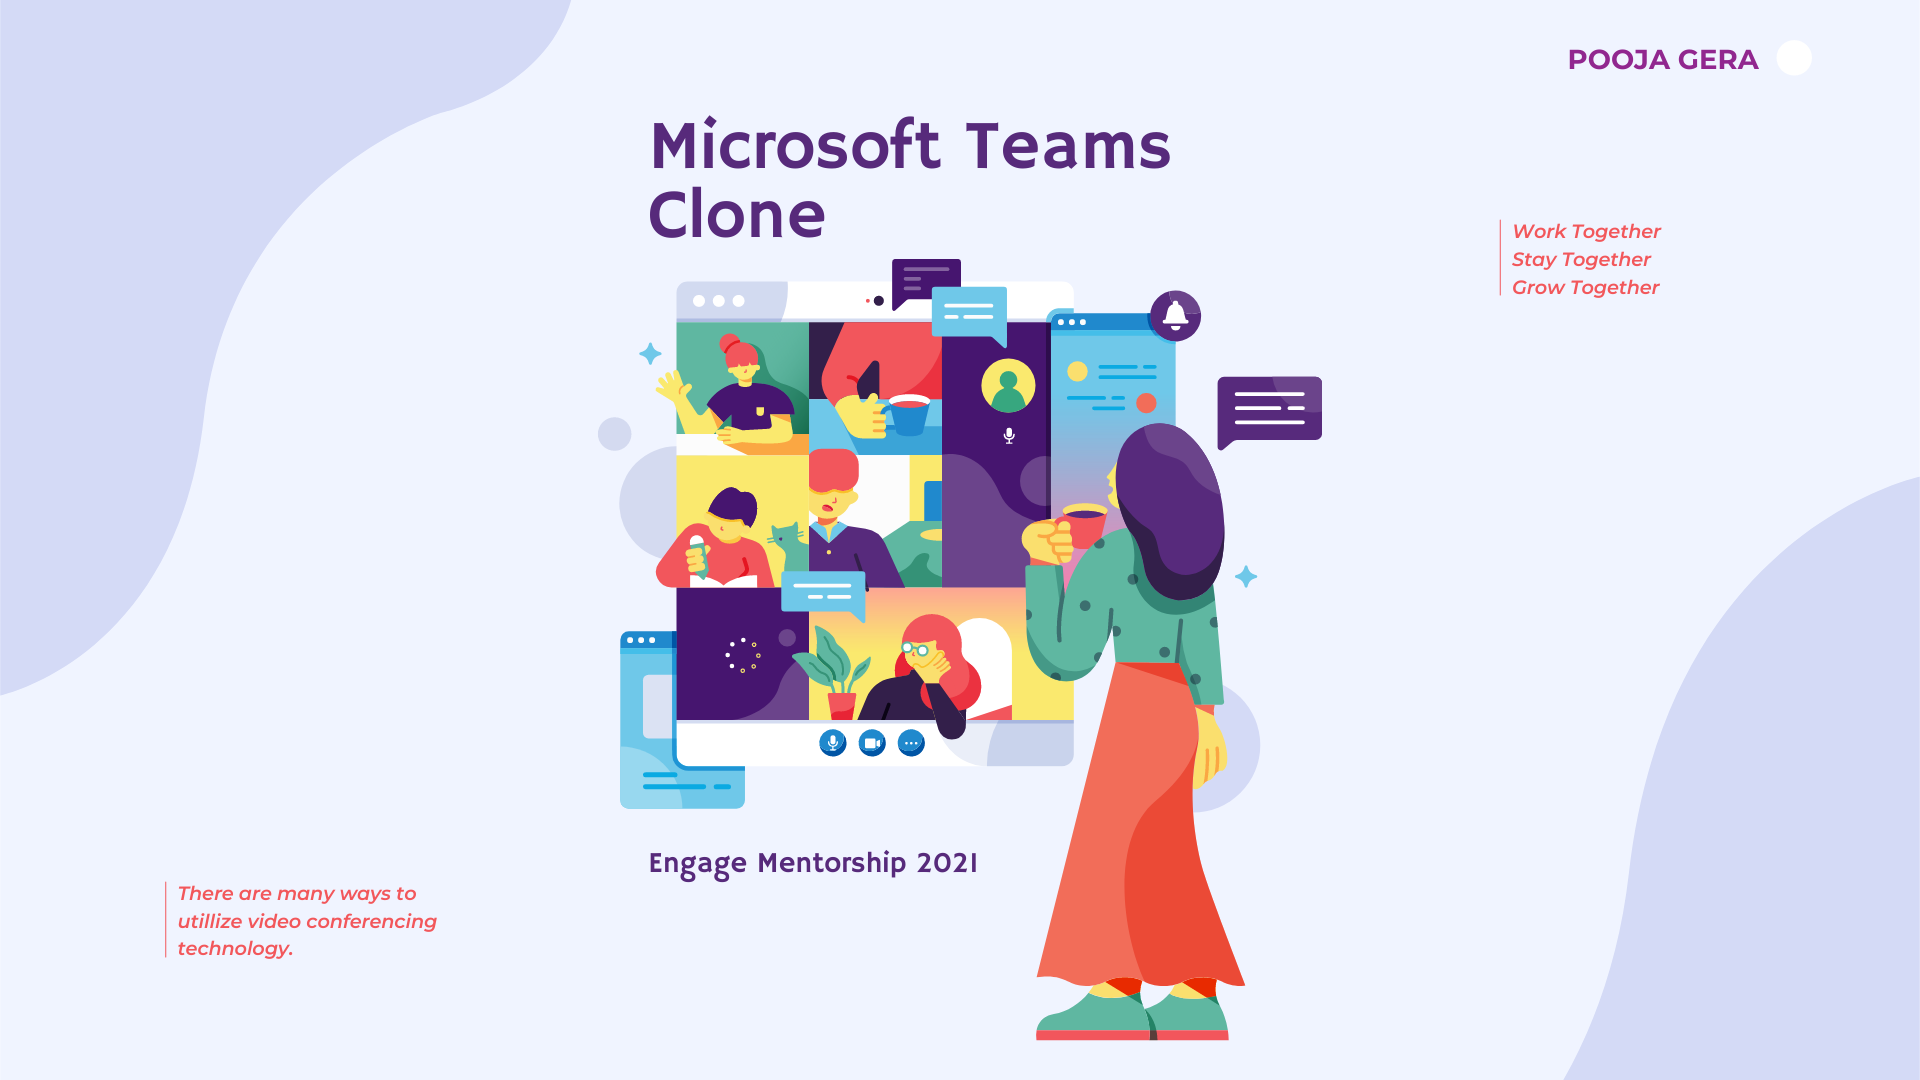 POOJA GERA
Microsoft Teams
Clone
Work Together
Stay Together
Grow Together
Engage Mentorship 2021
There are many ways to
utillize video conferencing
technology.